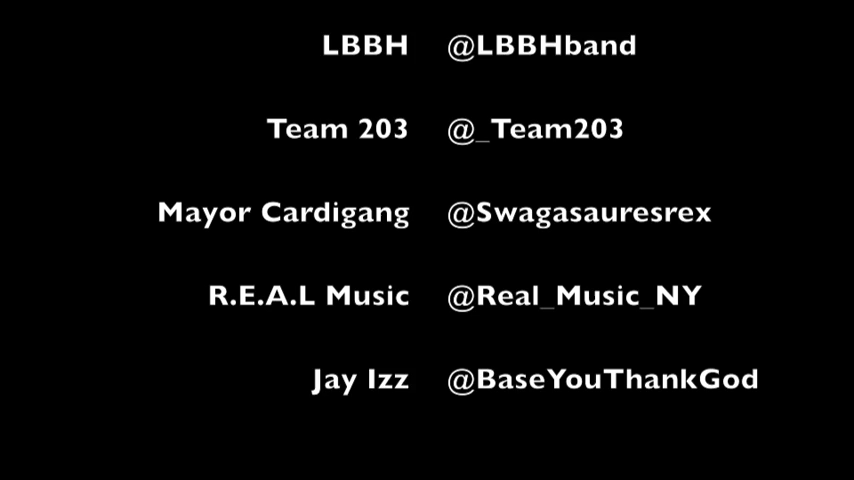 LBBH @LBBHband
Team 203 @_Team203
Mayor Cardigang @Swagasauresrex
R.E.A.L Music @Real_Music_NY
Jay Izz @BaseYouThankGod